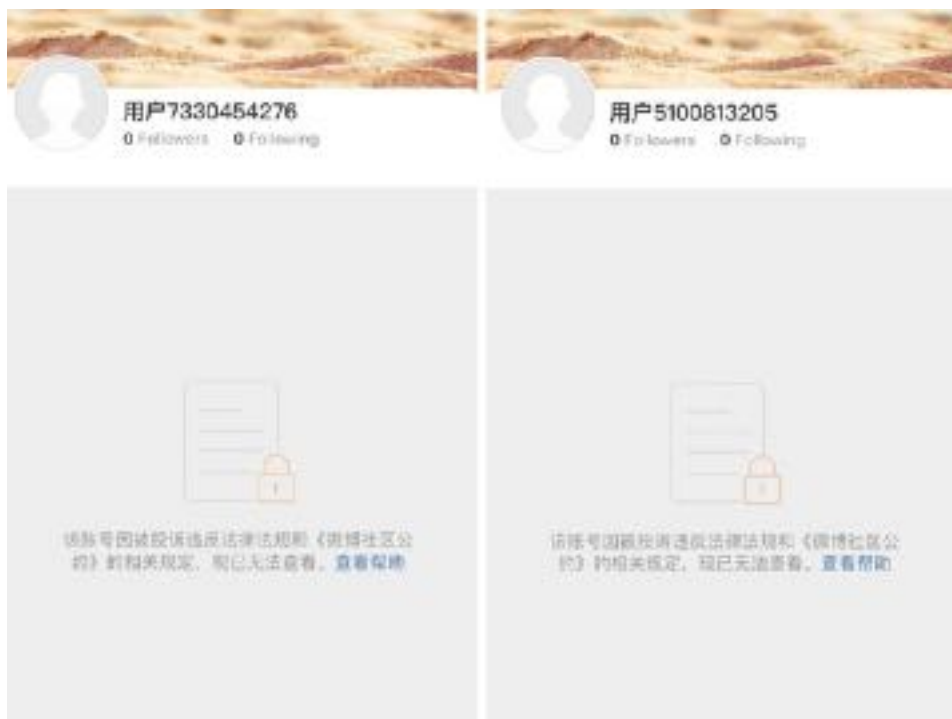 用户7330454276
0 Followers 0 Following
该账号因被投诉违反法律法规和《微博社区公
约》的相关规定，现已无法查看。查看帮助
用户5100813205
0 Followers 0 Following
该账号因被投诉违反法律法规和《微博社区公
约》的相关规定，现已无法查看。查看帮助